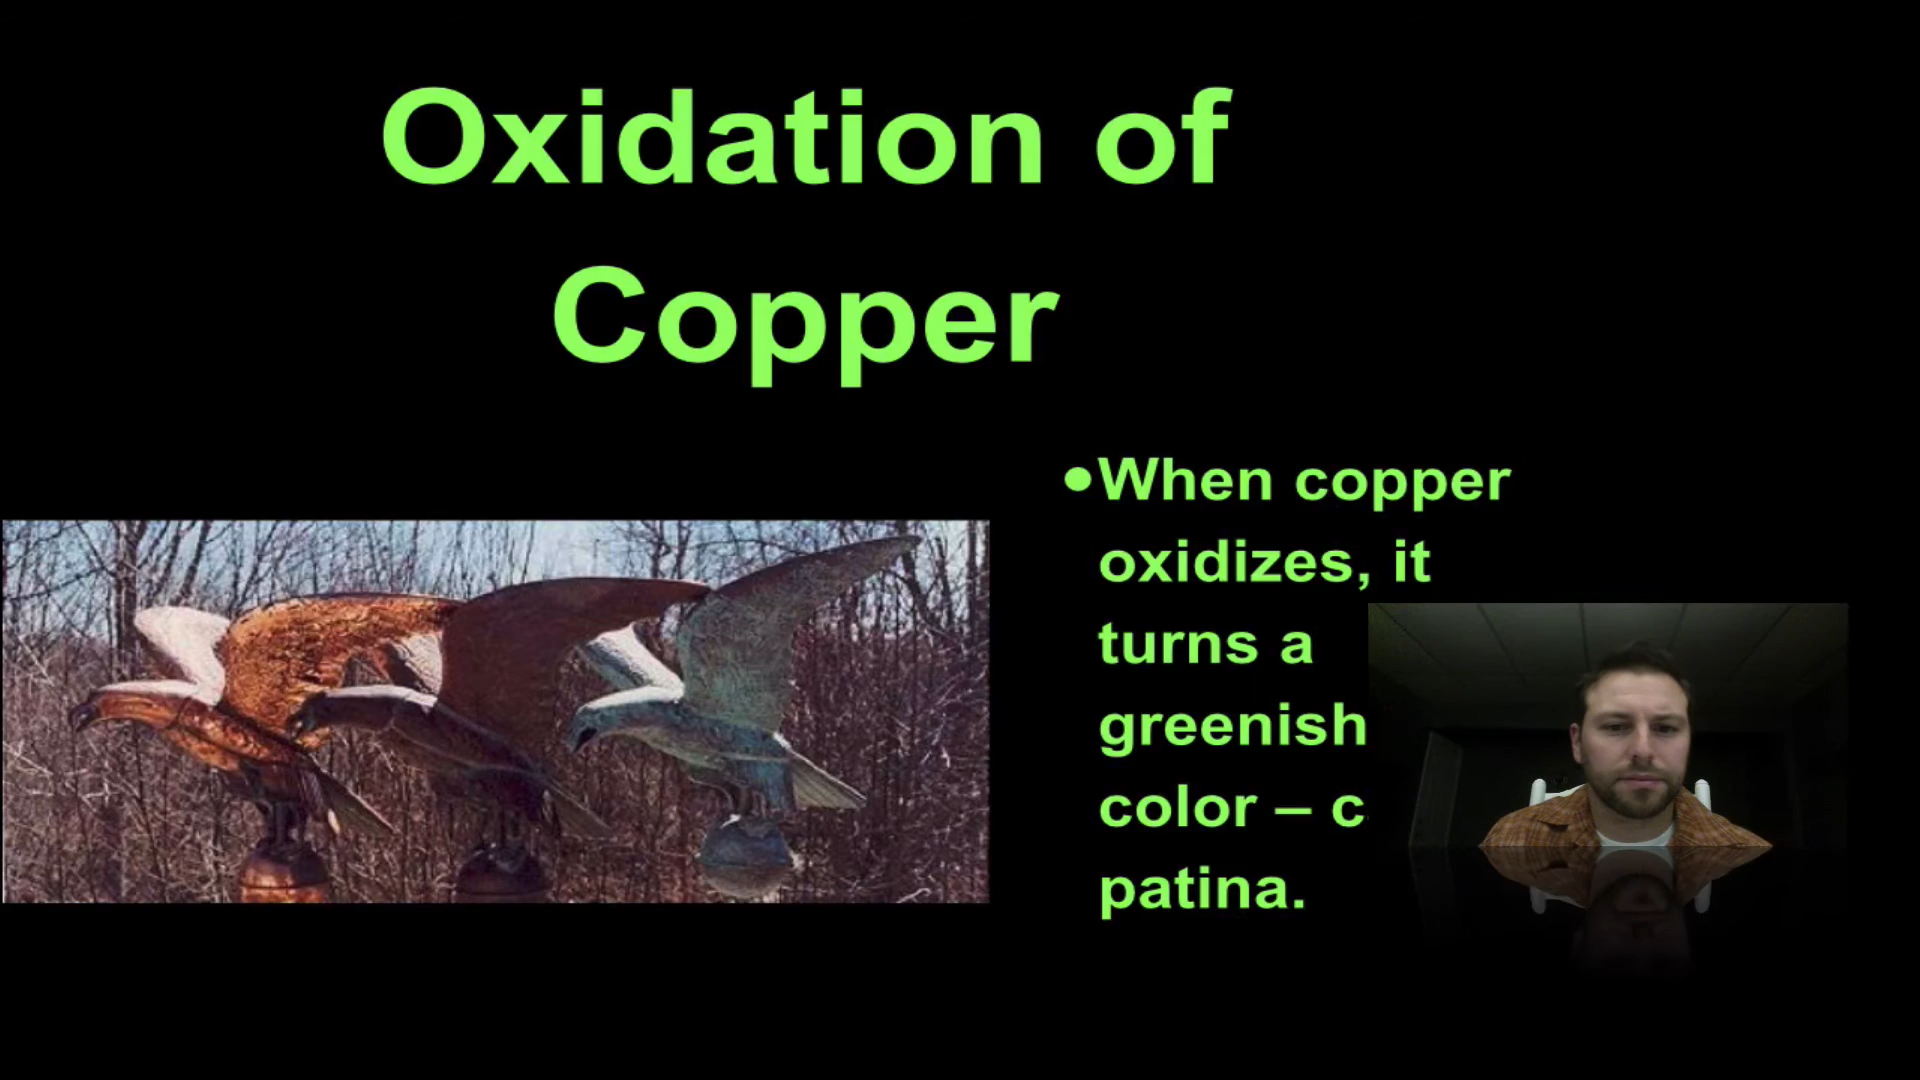 Oxidation of
Copper
•When copper
oxidizes, it
turns a
greenish
color – c
patina.